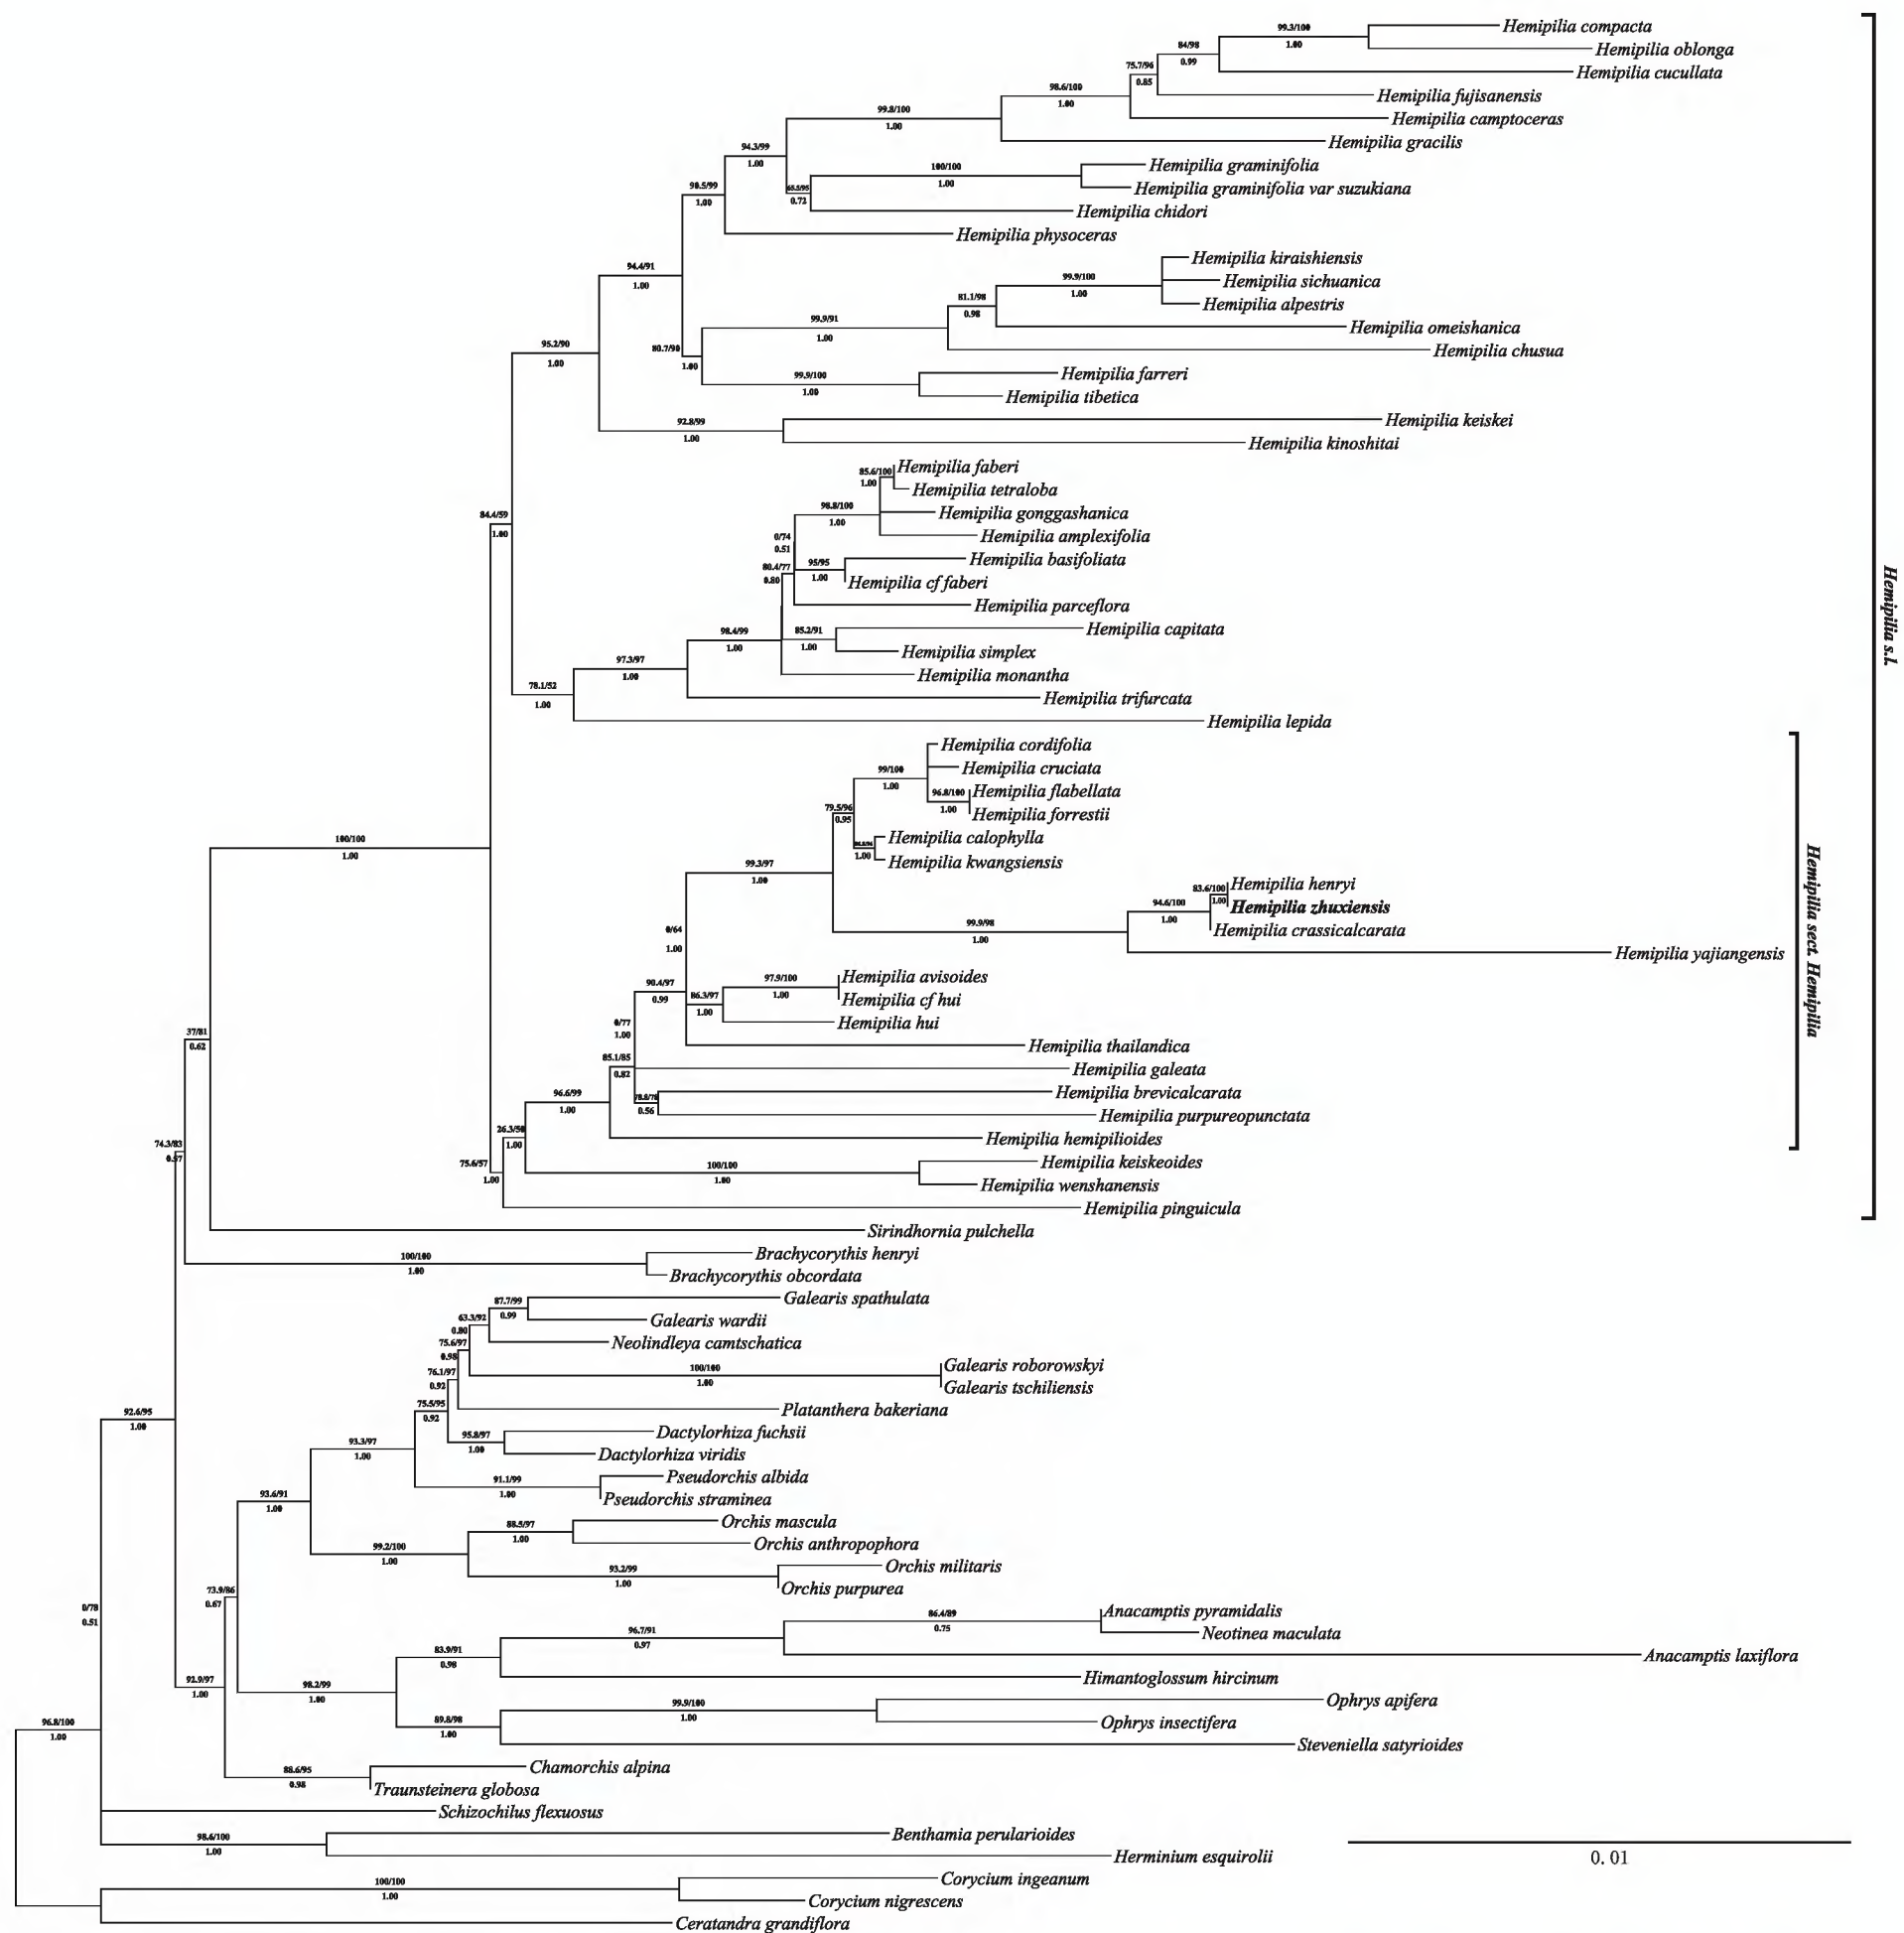 99.3/100
Hemipilia compacta
1.00
Hemipilia oblonga
84/98
0.99
Hemipilia cucullata
75.7/96
0.85
Hemipilia fujisanensis
98.6/100
1.00
Hemipilia camptoceras
99.8/100
1.00
Hemipilia gracilis
94.3/99
1.00
100/100
Hemipilia graminifolia
1.00
Hemipilia graminifolia var suzukiana
0.72
Hemipilia chidori
90.5/99
1.00
Hemipilia physoceras
94.4/91
1.00
Hemipilia kiraishiensis
99.9/100
Hemipilia sichuanica
1.00
Hemipilia alpestris
81.1/98
0.98
Hemipilia omeishanica
99.9/91
1.00
Hemipilia chusua
80.7/90
1.00
99.9/100
Hemipilia farreri
1.00
Hemipilia tibetica
95.2/90
1.00
92.8/99
Hemipilia keiskei
1.00
Hemipilia kinoshitai
85.6/100
Hemipilia faberi
1.00
Hemipilia tetraloba
98.8/100
Hemipilia gonggashanica
1.00
Hemipilia amplexifolia
84.4/59
1.00
0/74
0.51
95/95
Hemipilia basifoliata
1.00
Hemipilia cf faberi
80.4/77
0.80
Hemipilia parceflora
85.2/91
Hemipilia capitata
1.00
Hemipilia simplex
98.4/99
1.00
Hemipilia monantha
97.3/97
1.00
Hemipilia trifurcata
78.1/52
1.00
Hemipilia lepida
Hemipilia s.l.
Hemipilia cordifolia
99/100
Hemipilia cruciata
1.00
96.8/100
Hemipilia flabellata
1.00
Hemipilia forrestii
79.5/96
0.95
Hemipilia calophylla
1.00
Hemipilia kwangsiensis
100/100
1.00
99.3/97
1.00
83.6/100
Hemipilia henryi
1.00
Hemipilia zhuxiensis
94.6/100
1.00
Hemipilia crassicalcarata
99.9/98
1.00
Hemipilia yajiangensis
Hemipilia sect. Hemipilia
0/64
1.00
97.9/100
Hemipilia avisoides
1.00
Hemipilia cf hui
90.4/97
0.99
86.3/97
1.00
Hemipilia hui
0/77
1.00
Hemipilia thailandica
85.1/85
0.82
Hemipilia galeata
Hemipilia brevicalcarata
0.56
Hemipilia purpureopunctata
96.6/99
1.00
Hemipilia hemipilioides
26.3/50
1.00
75.6/57
1.00
100/100
Hemipilia keiskeoides
1.00
Hemipilia wenshanensis
Hemipilia pinguicula
37/81
0.62
Sirindhornia pulchella
74.3/83
0.57
100/100
Brachycorythis henryi
1.00
Brachycorythis obcordata
87.7/99
Galearis spathulata
0.99
Galearis wardii
63.3/92
0.80
Neolindleya camtschatica
75.6/97
0.98
100/100
Galearis roborowskyi
1.00
Galearis tschiliensis
76.1/97
0.92
Platanthera bakeriana
75.5/95
0.92
95.8/97
Dactylorhiza fuchsii
1.00
Dactylorhiza viridis
92.6/95
1.00
93.3/97
1.00
91.1/99
Pseudorchis albida
1.00
Pseudorchis straminea
93.6/91
1.00
88.5/97
Orchis mascula
1.00
Orchis anthropophora
99.2/100
1.00
93.2/99
Orchis militaris
1.00
Orchis purpurea
73.9/86
0.67
0/78
0.51
86.4/89
Anacamptis pyramidalis
0.75
Neotinea maculata
96.7/91
0.97
Anacamptis laxiflora
83.9/91
0.98
Himantoglossum hircinum
92.9/97
1.00
98.2/99
1.00
99.9/100
Ophrys apifera
1.00
Ophrys insectifera
89.8/98
1.00
Steveniella satyrioides
96.8/100
1.00
88.6/95
Chamorchis alpina
0.98
Traunsteinera globosa
Schizochilus flexuosus
98.6/100
Benthamia perularioides
1.00
Herminium esquirolii
0.01
100/100
Corycium ingeanum
1.00
Corycium nigrescens
Ceratandra grandiflora